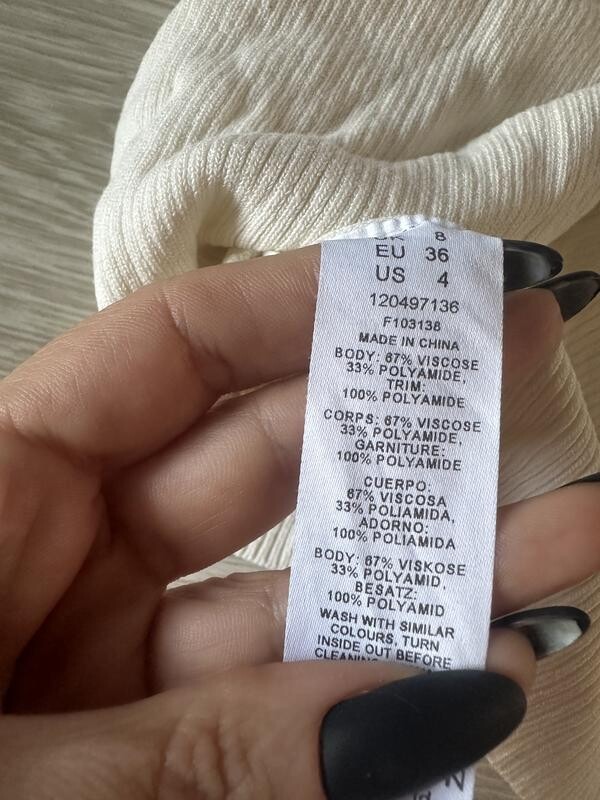 UK 8
EU 36
US 4
120497136
F103138
MADE IN CHINA
BODY: 67% VISCOSE
33% POLYAMIDE,
TRIM:
100% POLYAMIDE
CORPS: 67% VISCOSE
33% POLYAMIDE,
GARNITURE:
100% POLYAMIDE
CUERPO:
67% VISCOSA
33% POLIAMIDA,
ADORNO:
100% POLIAMIDA
BODY: 67% VISKOSE
33% POLYAMID,
BESATZ:
100% POLYAMID
WASH WITH SIMILAR
COLOURS, TURN
INSIDE OUT BEFORE
CLEANING